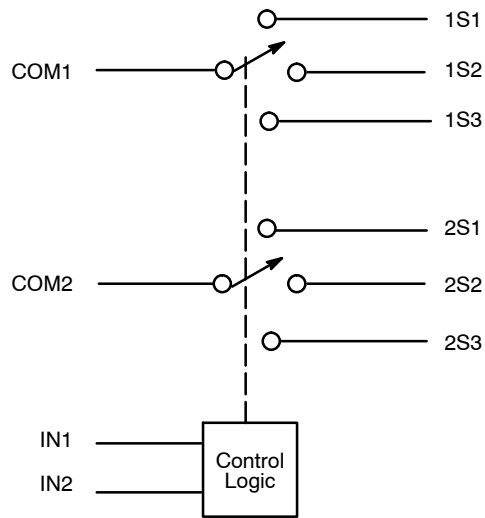 1S1
COM1
1S2
1S3
2S1
COM2
2S2
2S3
IN1
Control
Logic
IN2